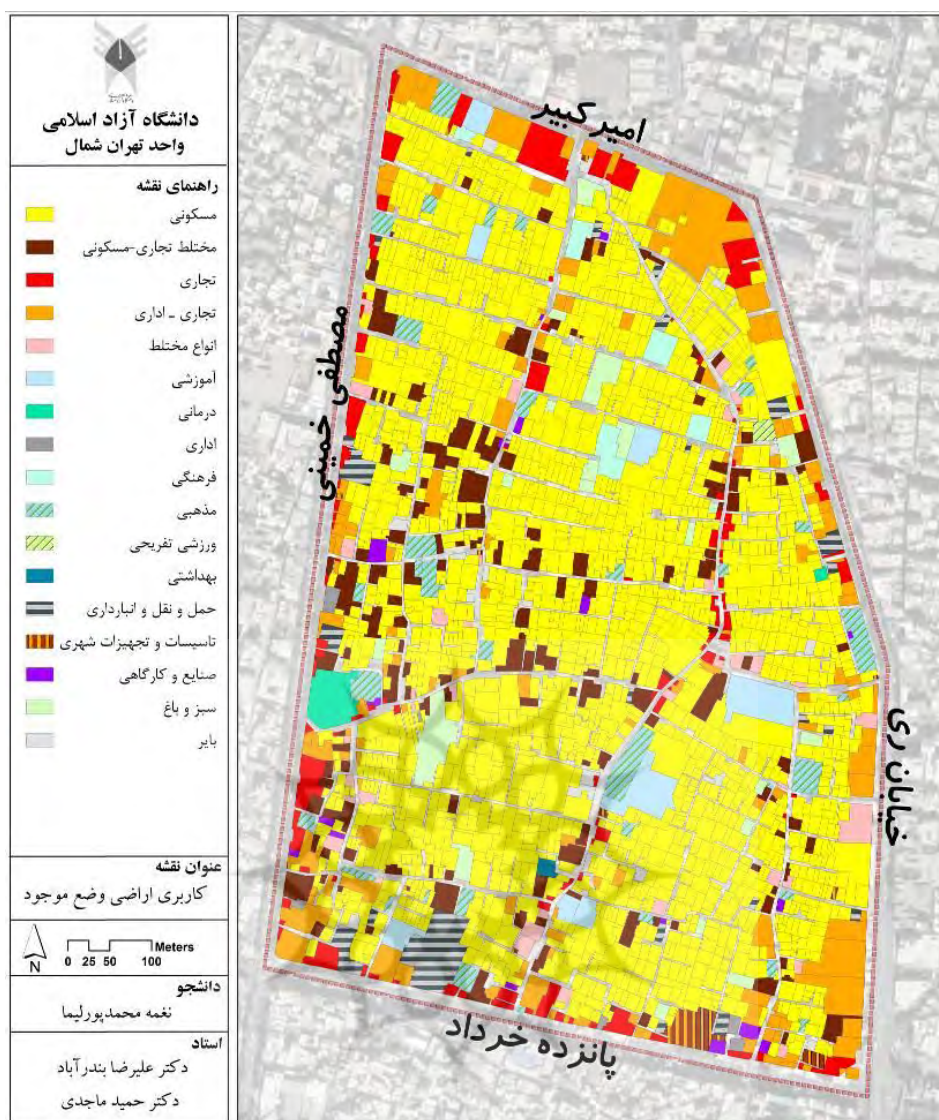 دانشگاه آزاد اسلامی
واحد تهران شمال
راهنمای نقشه
مسکونی
مختلط تجاری-مسکونی
تجاری
تجاری - اداری
انواع مختلط
آموزشی
درمانی
اداری
فرهنگی
مذهبی
ورزشی تفریحی
بهداشتی
حمل و نقل و انبارداری
تاسیسات و تجهیزات شهری
صنایع و کارگاهی
سبز و باغ
بایر
عنوان نقشه
کاربری اراضی وضع موجود
Meters
0 25 50 100
N
دانشجو
نغمه محمدپورلیما
استاد
دکتر علیرضا بندرآباد
دکتر حمید ماجدی
امیر کبیر
مصطفی خمینی
خیابان ری
پانزده خرداد